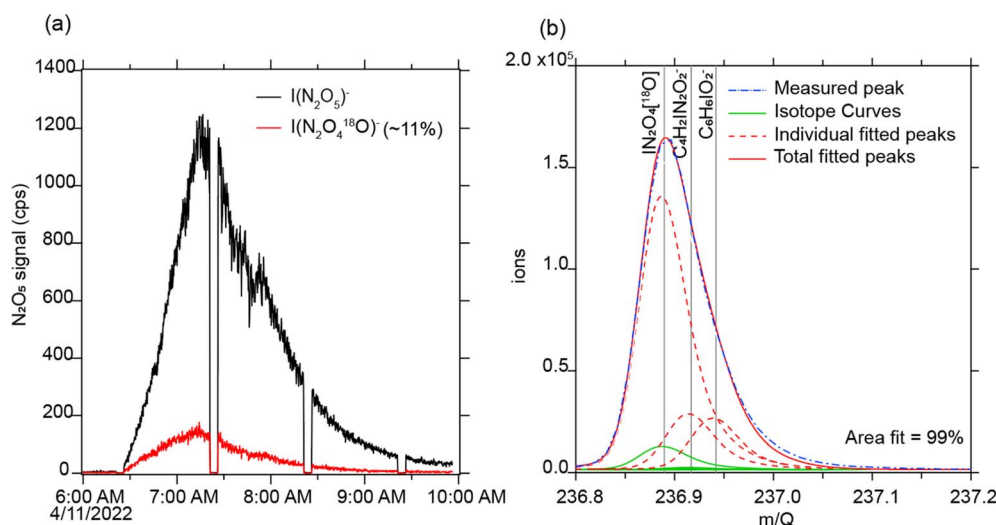 (a)
1400
1200
1000
800
600
400
200
0
N₂O₅ signal (cps)
I(N₂O₅)⁻
I(N₂O₄¹⁸O)⁻ (~11%)
6:00 AM 7:00 AM 8:00 AM 9:00 AM 10:00 AM
4/11/2022
(b)
2.0 x10⁵
1.5
1.0
0.5
0
ions
IN₂O₄[¹⁸O]
C₄H₂IN₂O₂⁻
C₆H₆IO₂⁻
Measured peak
Isotope Curves
Individual fitted peaks
Total fitted peaks
Area fit = 99%
236.8 236.9 237.0 237.1 237.2
m/Q